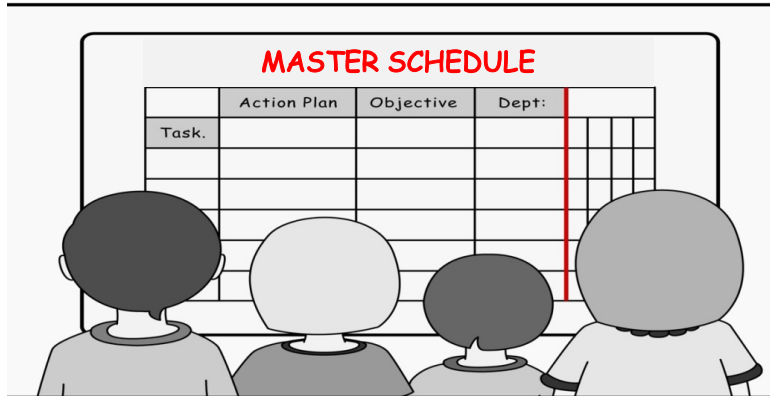 MASTER SCHEDULE
Action Plan Objective Dept:
Task.